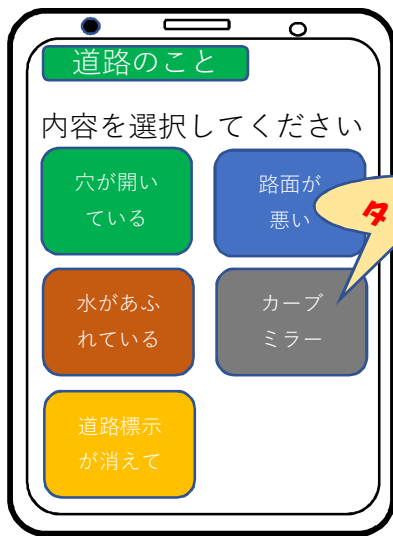 道路のこと
内容を選択してください
穴が開い
ている
路面が
悪い
タ
水があふ
れている
カーブ
ミラー
道路標示
が消えて